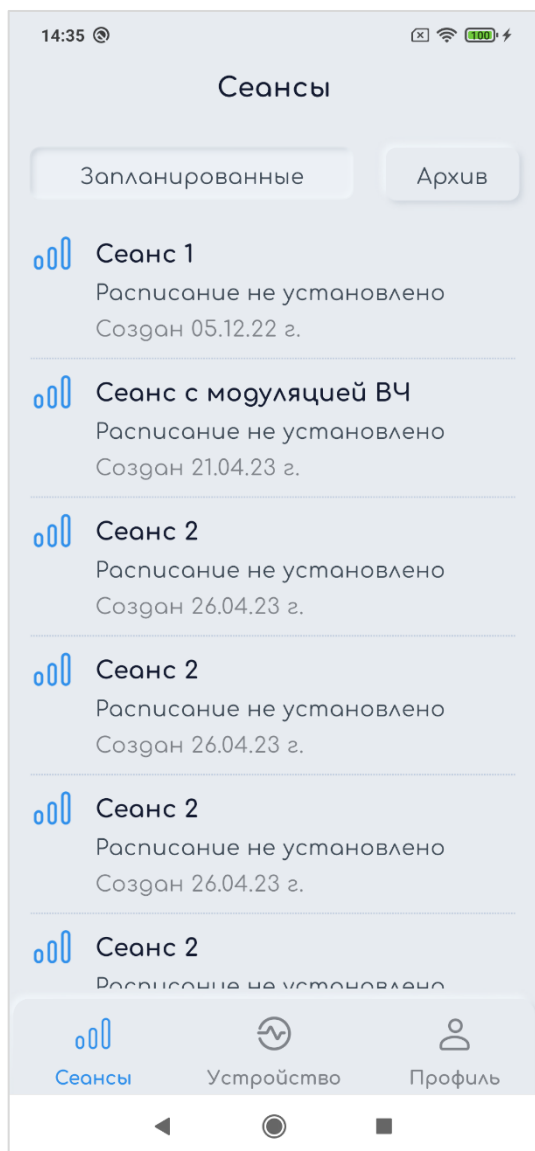 14:35
100
Сеансы
Запланированные
Архив
Сеанс 1
Расписание не установлено
Создан 05.12.22 г.
Сеанс с модуляцией ВЧ
Расписание не установлено
Создан 21.04.23 г.
Сеанс 2
Расписание не установлено
Создан 26.04.23 г.
Сеанс 2
Расписание не установлено
Создан 26.04.23 г.
Сеанс 2
Расписание не установлено
Создан 26.04.23 г.
Сеанс 2
Расписание не установлено
Сеансы
Устройство
Профиль